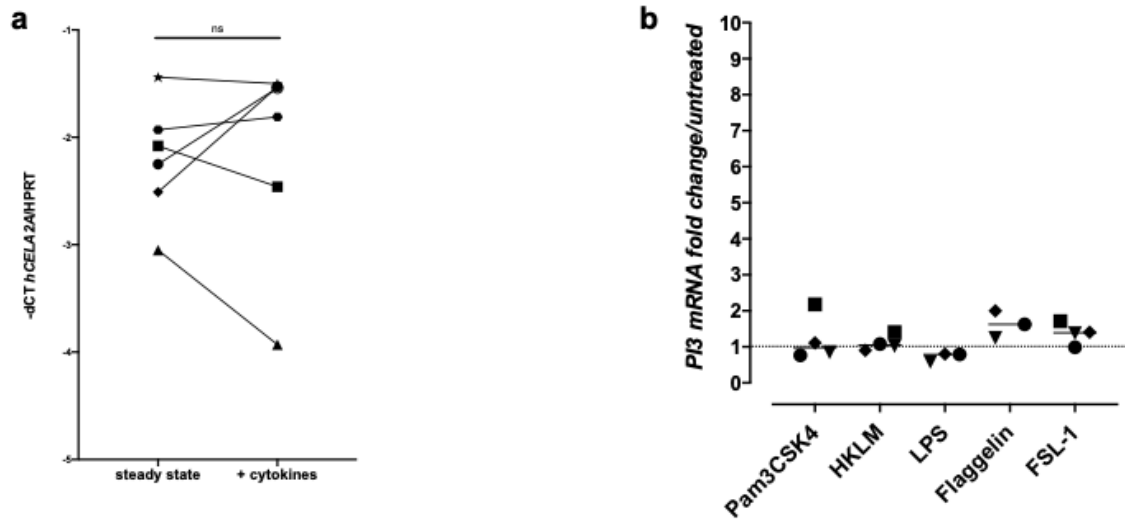 a
ns
-dCT hCELA2A/HPRT
-1
-2
-3
-4
-5
steady state
+ cytokines
b
PI3 mRNA fold change/untreated
10
9
8
7
6
5
4
3
2
1
0
Pam3CSK4
HKLM
LPS
Flaggelin
FSL-1